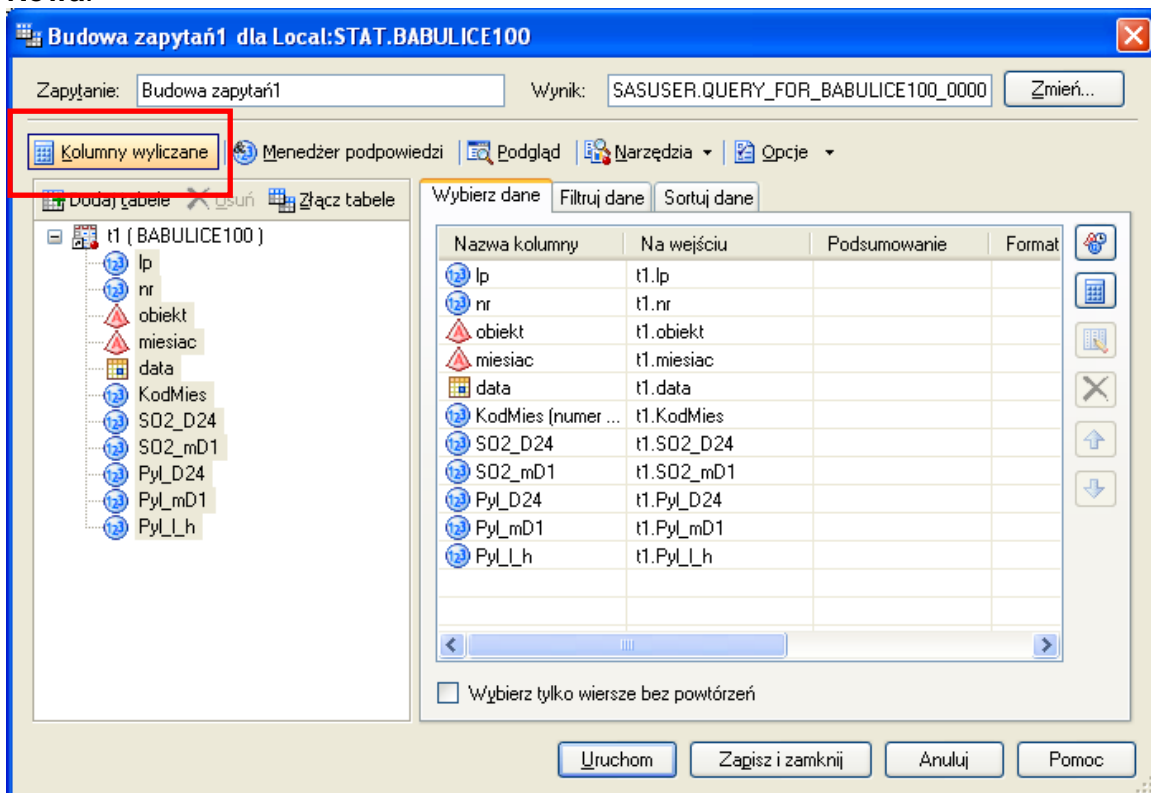 Nowa.
Budowa zapytań1 dla Local:STAT.BABULICE100
Zapytanie: Budowa zapytań1 Wynik: SASUSER.QUERY_FOR_BABULICE100_0000 Zmień...
Kolumny wyliczane Menedżer podpowiedzi Podgląd Narzędzia Opcje
Dodaj tabele Usuń Złącz tabele
t1 ( BABULICE100 )
lp
nr
obiekt
miesiac
data
KodMies
SO2_D24
SO2_mD1
Pyl_D24
Pyl_mD1
Pyl_I_h
Wybierz dane Filtruj dane Sortuj dane
Nazwa kolumny Na wejściu Podsumowanie Format
lp t1.lp
nr t1.nr
obiekt t1.obiekt
miesiac t1.miesiac
data t1.data
KodMies (numer ... t1.KodMies
SO2_D24 t1.SO2_D24
SO2_mD1 t1.SO2_mD1
Pyl_D24 t1.Pyl_D24
Pyl_mD1 t1.Pyl_mD1
Pyl_I_h t1.Pyl_I_h
Wybierz tylko wiersze bez powtórzeń
Uruchom Zapisz i zamknij Anuluj Pomoc